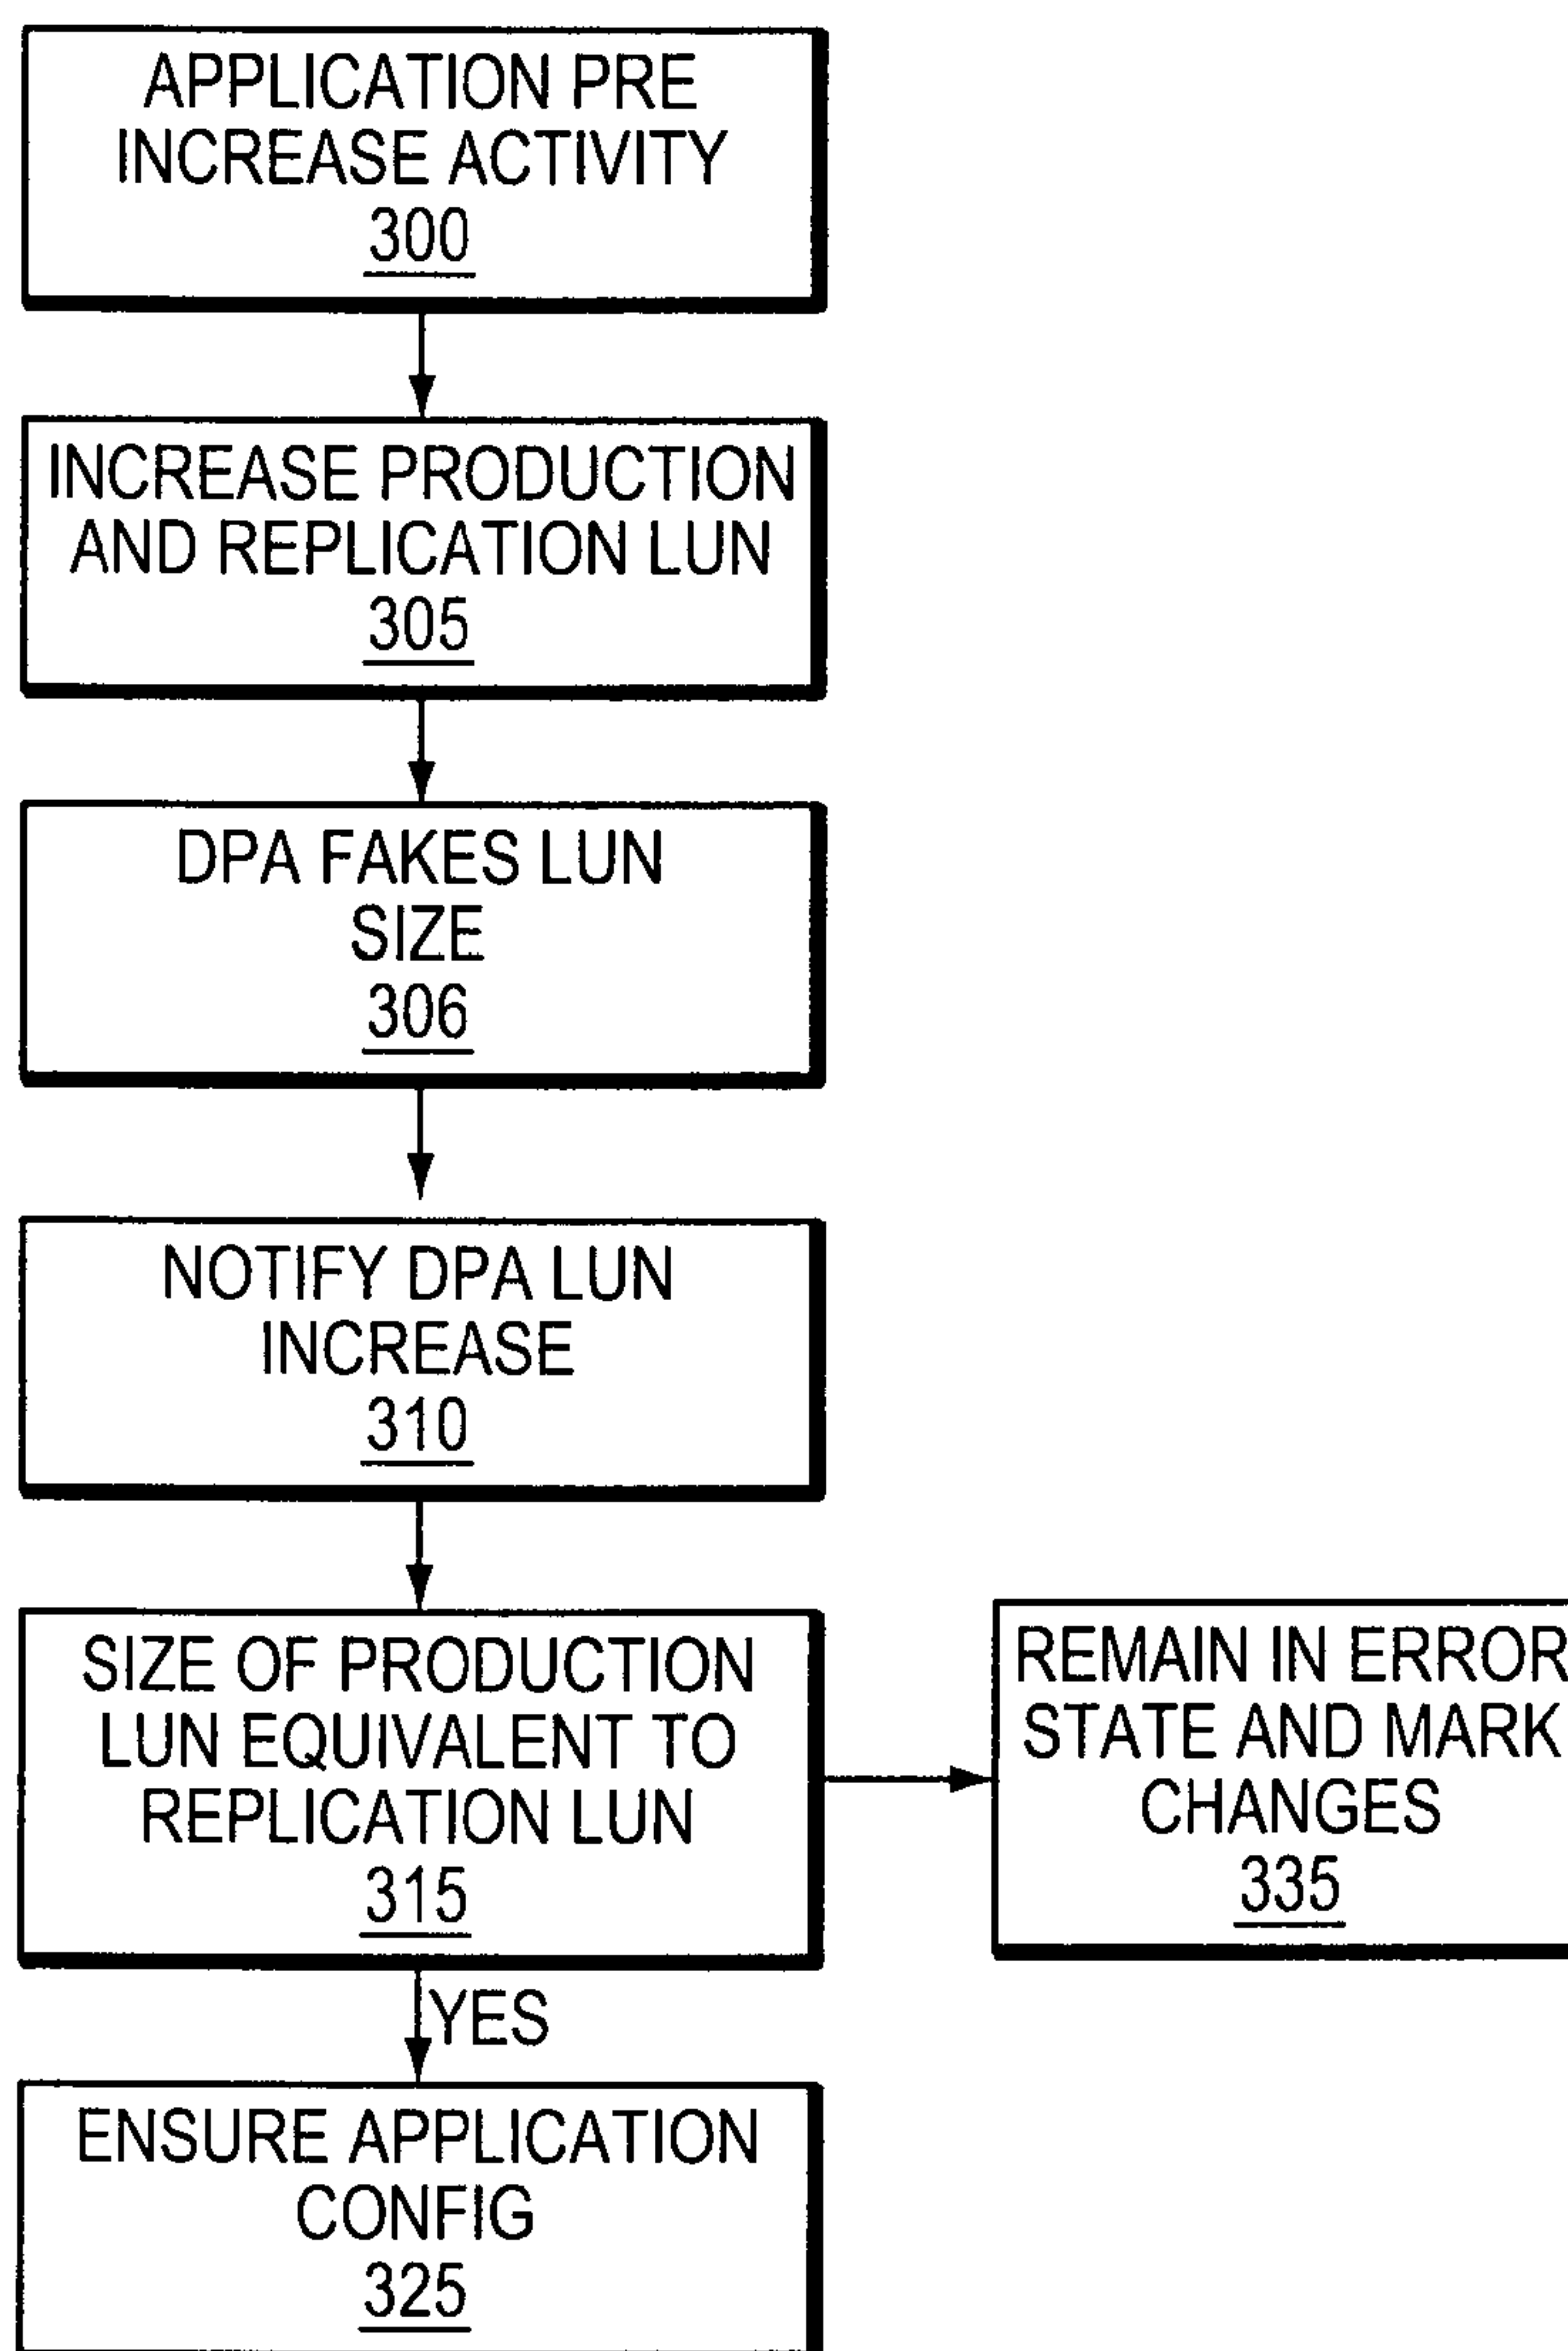 APPLICATION PRE
INCREASE ACTIVITY
300
INCREASE PRODUCTION
AND REPLICATION LUN
305
DPA FAKES LUN
SIZE
306
NOTIFY DPA LUN
INCREASE
310
SIZE OF PRODUCTION
LUN EQUIVALENT TO
REPLICATION LUN
315
REMAIN IN ERROR
STATE AND MARK
CHANGES
335
YES
ENSURE APPLICATION
CONFIG
325